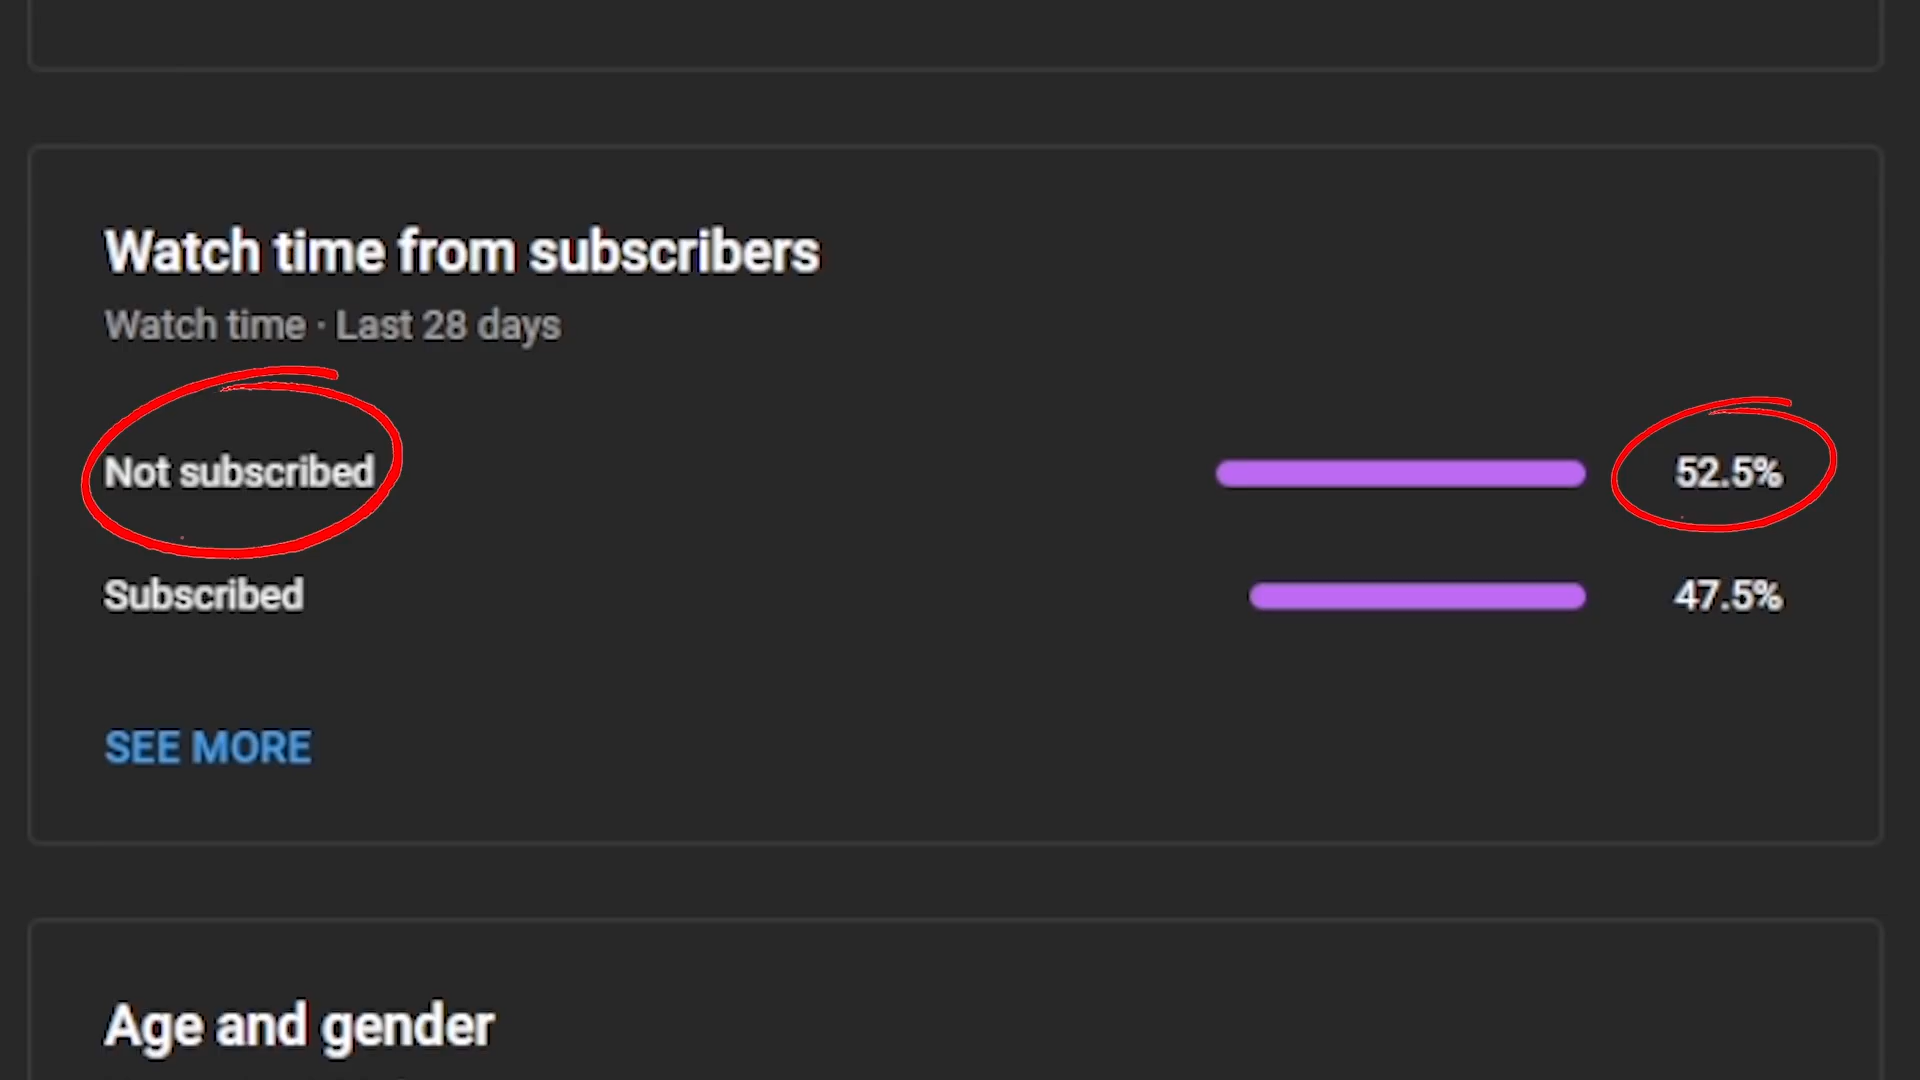 Watch time from subscribers
Watch time · Last 28 days
Not subscribed 52.5%
Subscribed 47.5%
SEE MORE
Age and gender